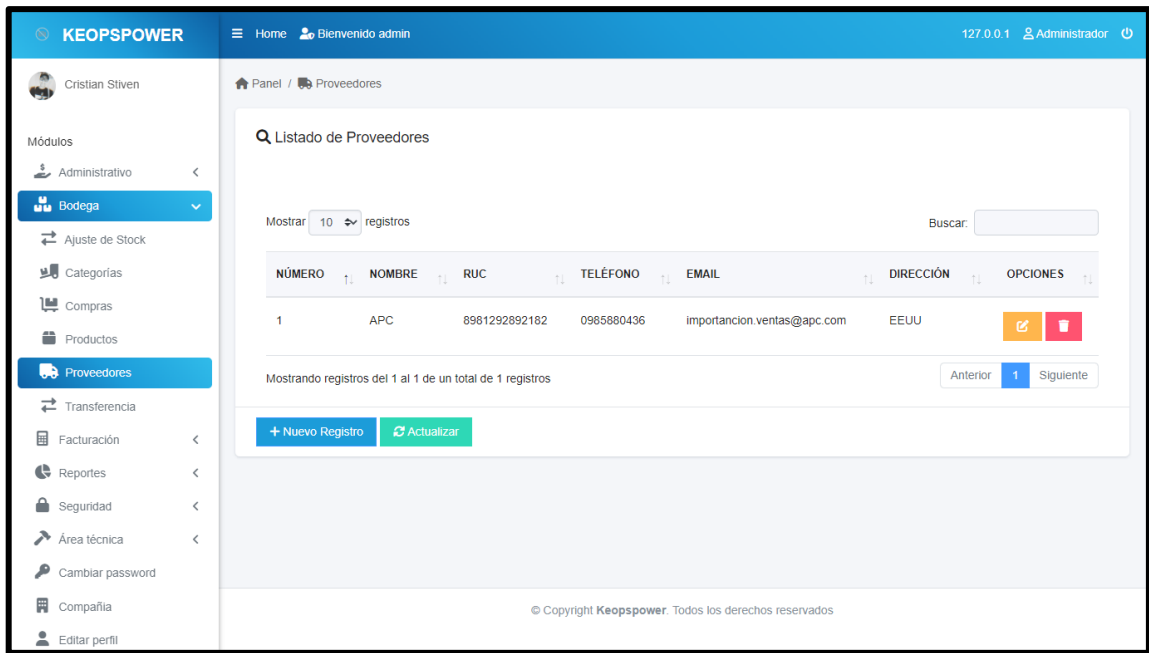 KEOPSPOWER
Home Bienvenido admin
127.0.0.1 Administrador
Cristian Stiven
Módulos
Administrativo
Bodega
Ajuste de Stock
Categorías
Compras
Productos
Proveedores
Transferencia
Facturación
Reportes
Seguridad
Área técnica
Cambiar password
Compañia
Editar perfil
Panel / Proveedores
Listado de Proveedores
Mostrar 10 registros
Buscar:
NÚMERO NOMBRE RUC TELÉFONO EMAIL DIRECCIÓN OPCIONES
1 APC 8981292892182 0985880436 importancion.ventas@apc.com EEUU
Mostrando registros del 1 al 1 de un total de 1 registros
Anterior 1 Siguiente
+ Nuevo Registro Actualizar
© Copyright Keopspower. Todos los derechos reservados